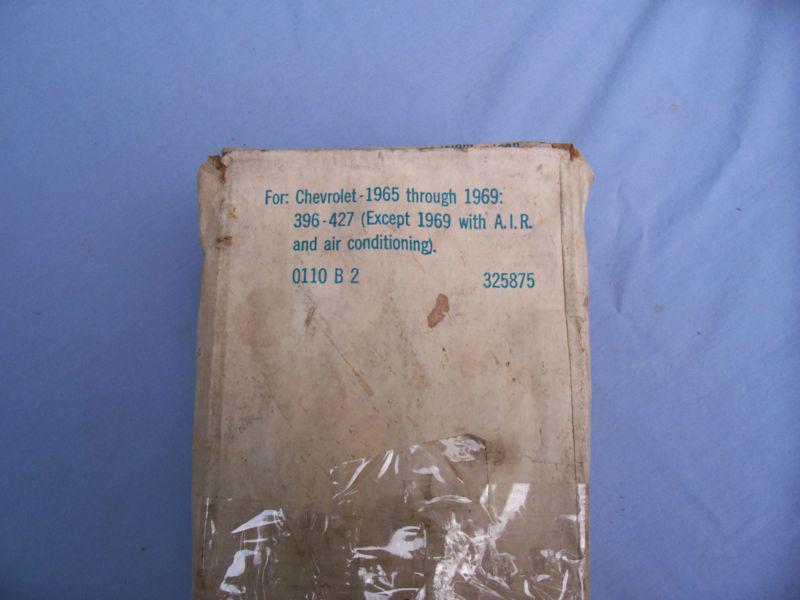 For: Chevrolet-1965 through 1969:
396-427 (Except 1969 with A.I.R.
and air conditioning).
0110 B 2 325875